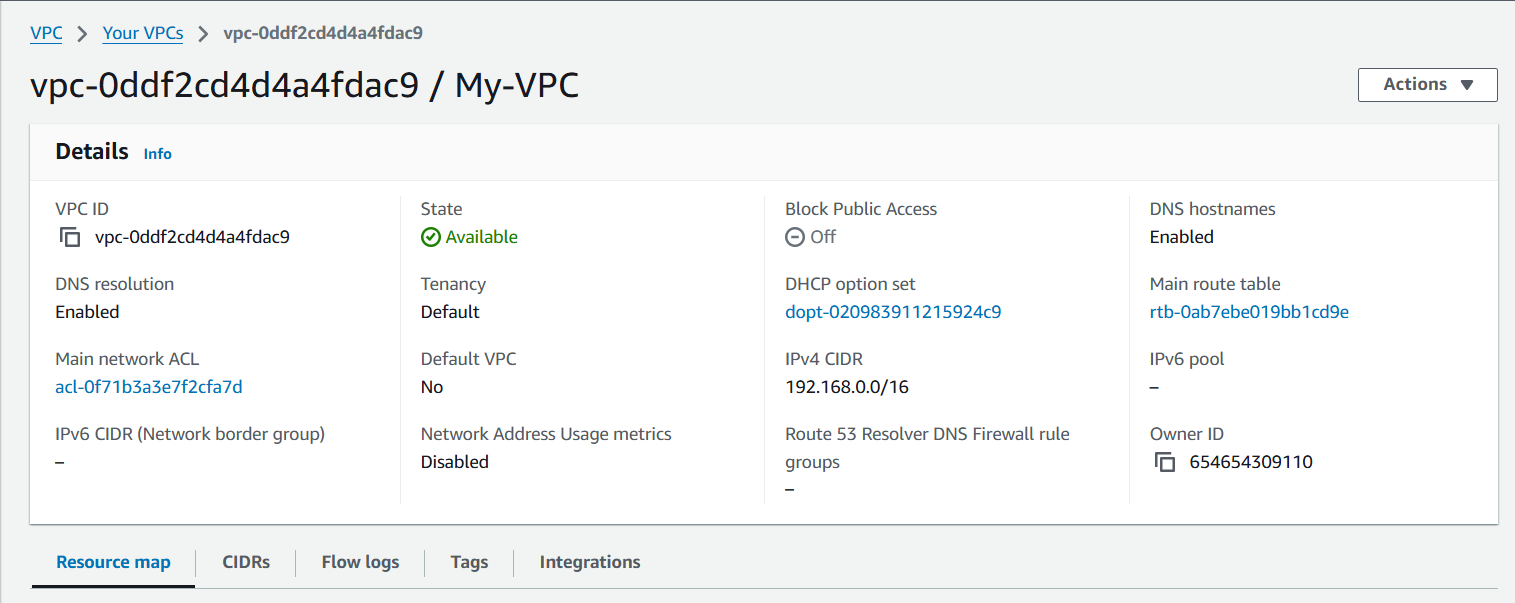 VPC > Your VPCs > vpc-0ddf2cd4d4a4fdac9
vpc-0ddf2cd4d4a4fdac9 / My-VPC
Actions
Details Info
VPC ID
vpc-0ddf2cd4d4a4fdac9
State
Available
Block Public Access
Off
DNS hostnames
Enabled
DNS resolution
Enabled
Tenancy
Default
DHCP option set
dopt-020983911215924c9
Main route table
rtb-0ab7ebe019bb1cd9e
Main network ACL
acl-0f71b3a3e7f2cfa7d
Default VPC
No
IPv4 CIDR
192.168.0.0/16
IPv6 pool
–
IPv6 CIDR (Network border group)
–
Network Address Usage metrics
Disabled
Route 53 Resolver DNS Firewall rule
groups
–
Owner ID
654654309110
Resource map
CIDRs
Flow logs
Tags
Integrations